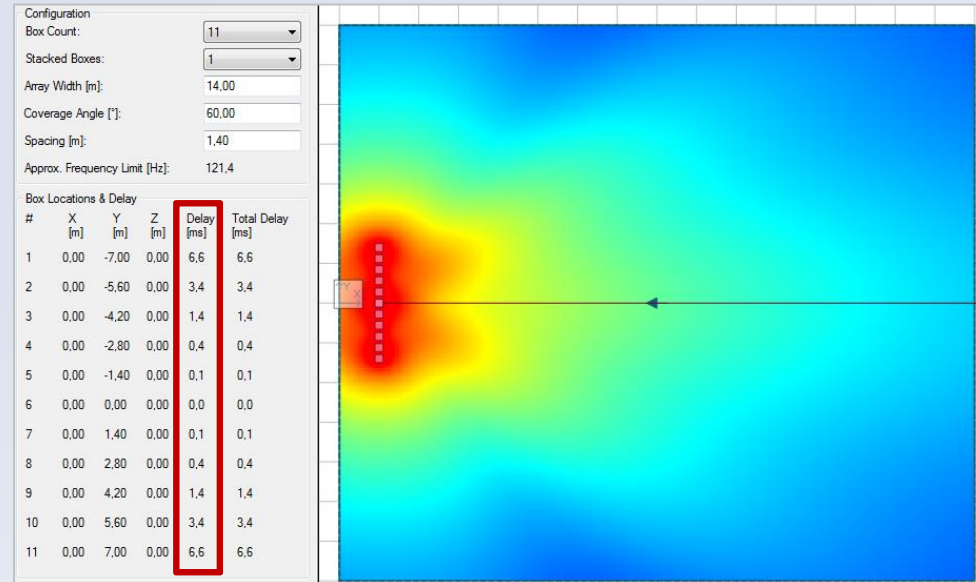 Configuration
Box Count: 11
Stacked Boxes: 1
Array Width [m]: 14,00
Coverage Angle [°]: 60,00
Spacing [m]: 1,40
Approx. Frequency Limit [Hz]: 121,4
Box Locations & Delay
# X Y Z Delay Total Delay
[m] [m] [m] [ms] [ms]
1 0,00 -7,00 0,00 6,6 6,6
2 0,00 -5,60 0,00 3,4 3,4
3 0,00 -4,20 0,00 1,4 1,4
4 0,00 -2,80 0,00 0,4 0,4
5 0,00 -1,40 0,00 0,1 0,1
6 0,00 0,00 0,00 0,0 0,0
7 0,00 1,40 0,00 0,1 0,1
8 0,00 2,80 0,00 0,4 0,4
9 0,00 4,20 0,00 1,4 1,4
10 0,00 5,60 0,00 3,4 3,4
11 0,00 7,00 0,00 6,6 6,6
Y
X